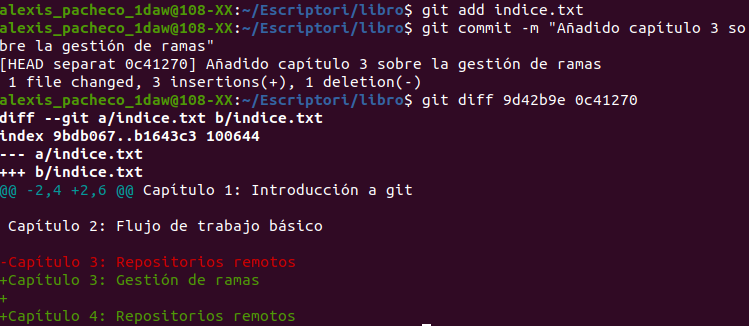 alexis_pacheco_1daw@108-XX:~/Escriptori/libro$ git add indice.txt
alexis_pacheco_1daw@108-XX:~/Escriptori/libro$ git commit -m "Añadido capítulo 3 so
bre la gestión de ramas"
[HEAD separat 0c41270] Añadido capitulo 3 sobre la gestión de ramas
 1 file changed, 3 insertions(+), 1 deletion(-)
alexis_pacheco_1daw@108-XX:~/Escriptori/libro$ git diff 9d42b9e 0c41270
diff --git a/indice.txt b/indice.txt
index 9bdb067..b1643c3 100644
--- a/indice.txt
+++ b/indice.txt
@@ -2,4 +2,6 @@ Capítulo 1: Introducción a git
 Capítulo 2: Flujo de trabajo básico
-Capítulo 3: Repositorios remotos
+Capítulo 3: Gestión de ramas
+
+Capítulo 4: Repositorios remotos